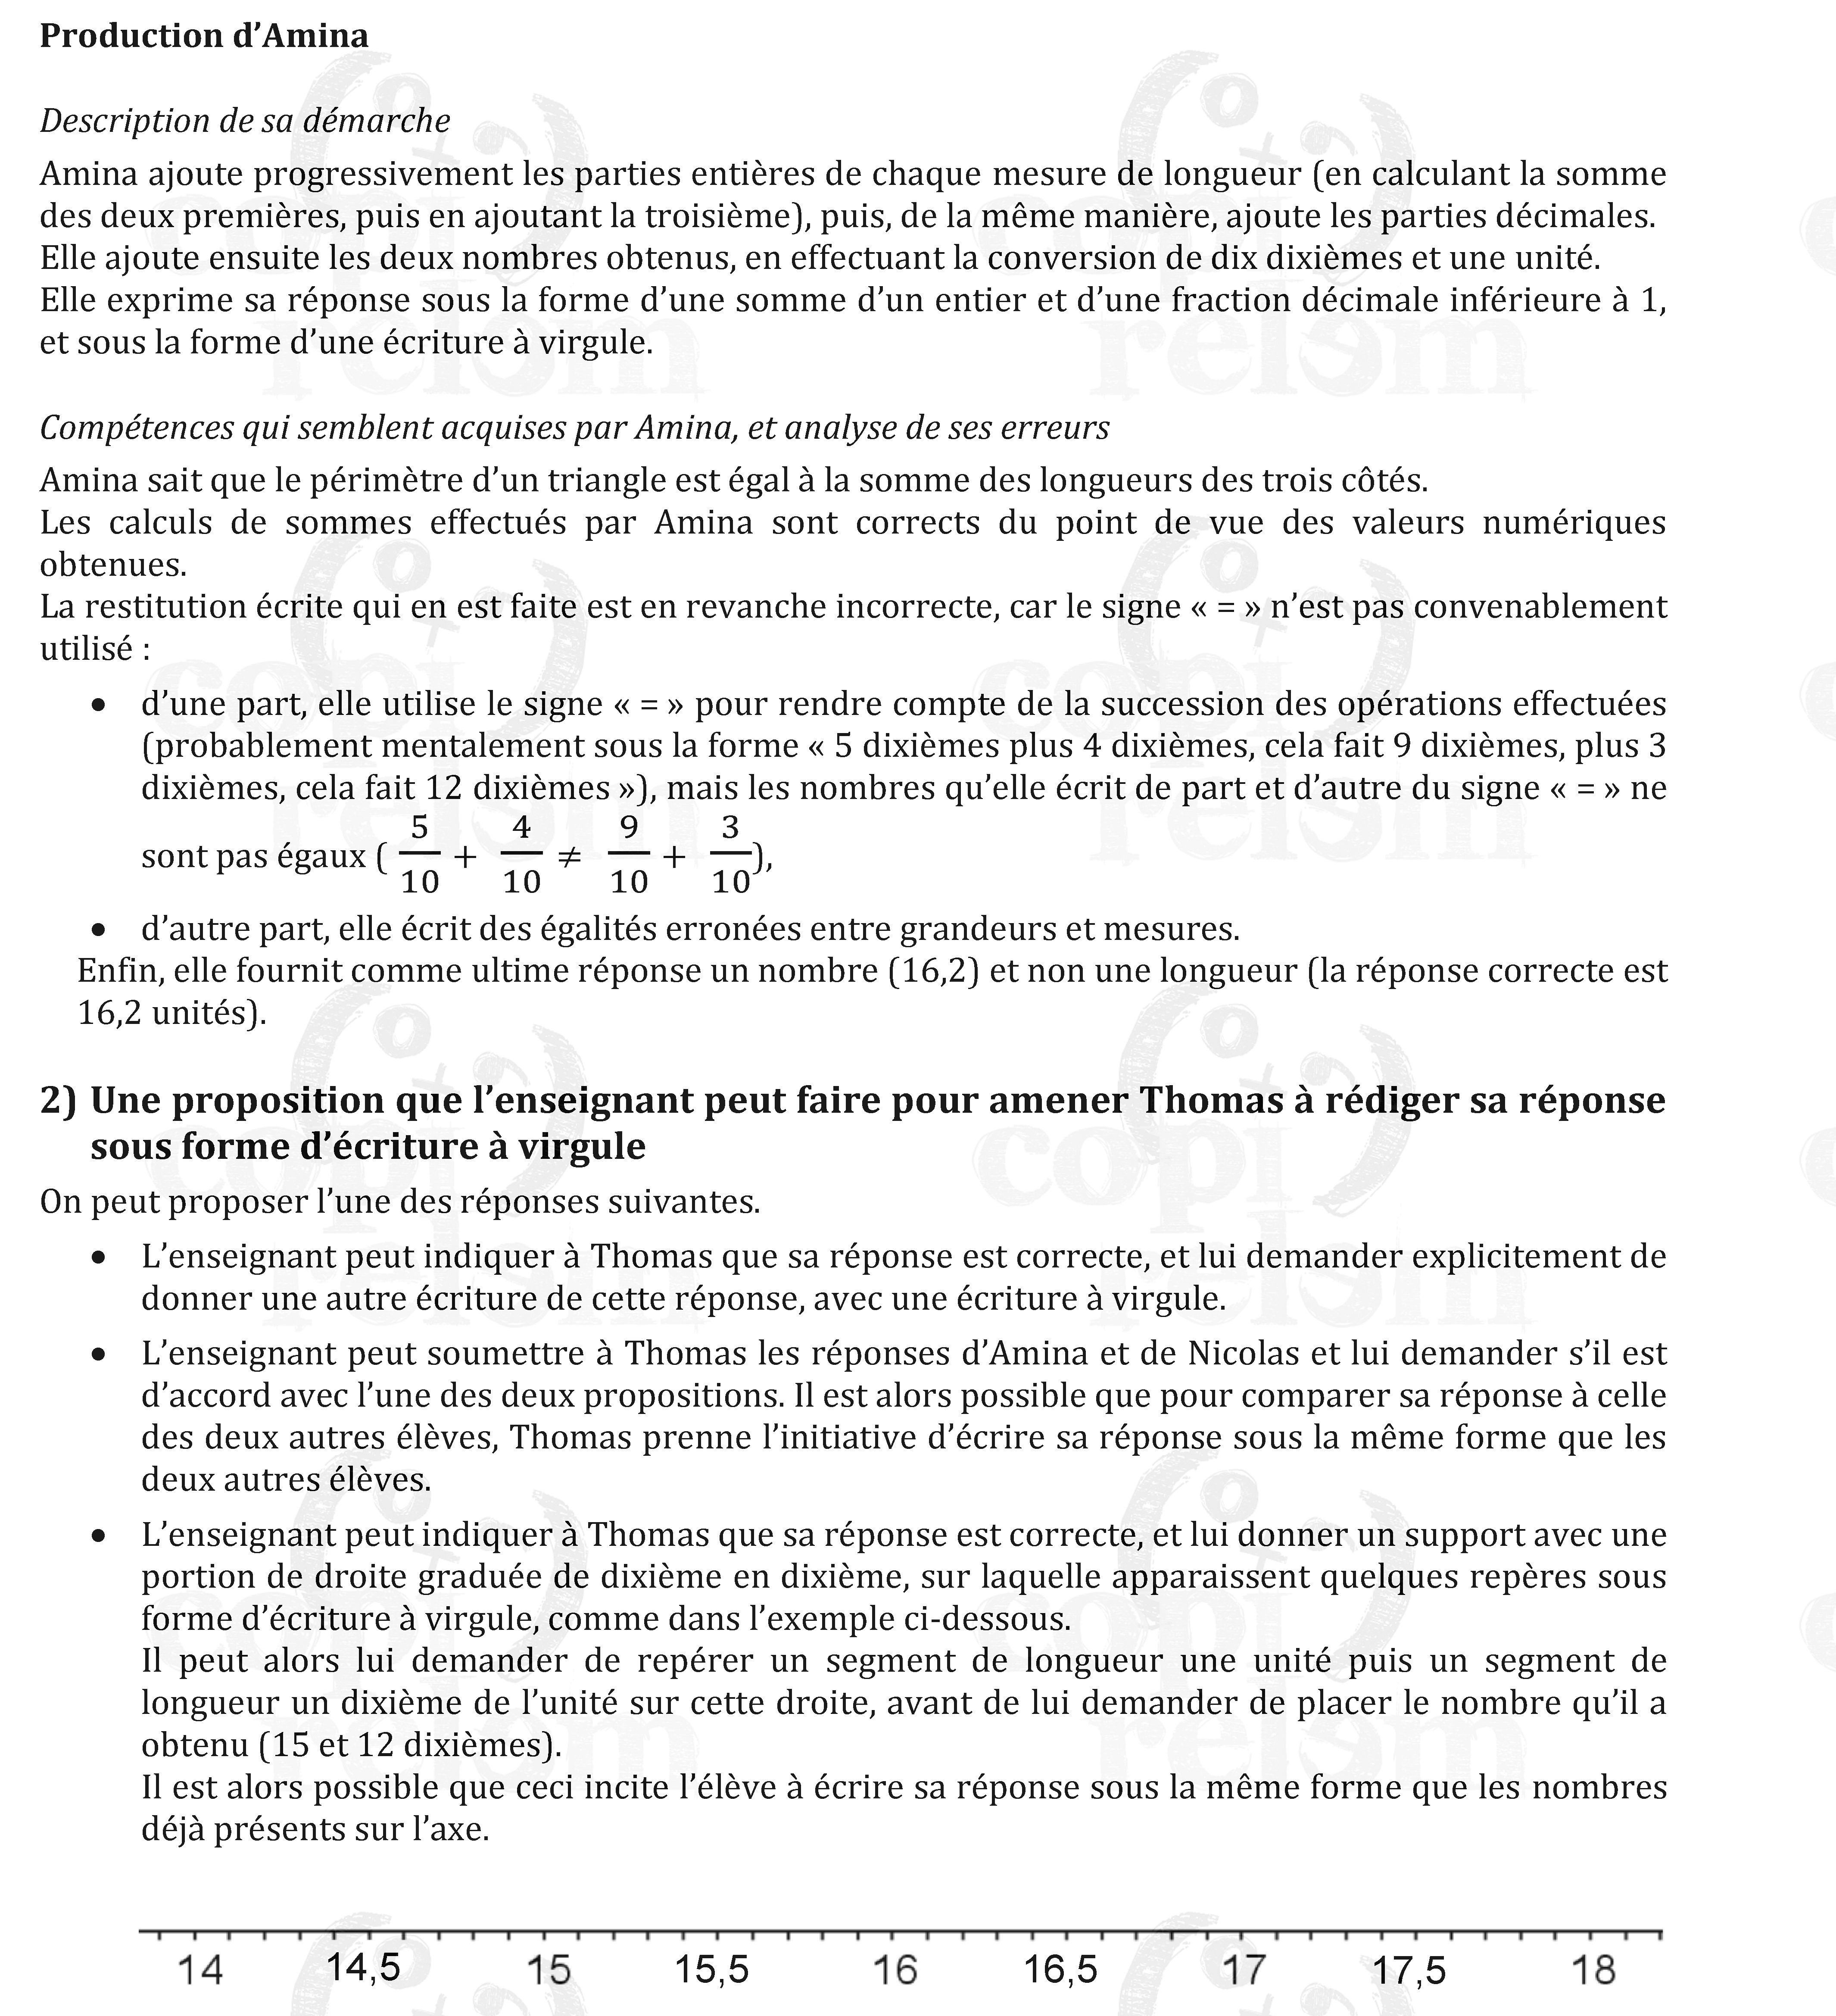 Production d’Amina
Description de sa démarche
Amina ajoute progressivement les parties entières de chaque mesure de longueur (en calculant la somme
des deux premières, puis en ajoutant la troisième), puis, de la même manière, ajoute les parties décimales.
Elle ajoute ensuite les deux nombres obtenus, en effectuant la conversion de dix dixièmes et une unité.
Elle exprime sa réponse sous la forme d’une somme d’un entier et d’une fraction décimale inférieure à 1,
et sous la forme d’une écriture à virgule.
Compétences qui semblent acquises par Amina, et analyse de ses erreurs
Amina sait que le périmètre d’un triangle est égal à la somme des longueurs des trois côtés.
Les calculs de sommes effectués par Amina sont corrects du point de vue des valeurs numériques
obtenues.
La restitution écrite qui en est faite est en revanche incorrecte, car le signe « = » n’est pas convenablement
utilisé :
• d’une part, elle utilise le signe « = » pour rendre compte de la succession des opérations effectuées
(probablement mentalement sous la forme « 5 dixièmes plus 4 dixièmes, cela fait 9 dixièmes, plus 3
dixièmes, cela fait 12 dixièmes »), mais les nombres qu’elle écrit de part et d’autre du signe « = » ne
sont pas égaux ( 5/10 + 4/10 ≠ 9/10 + 3/10),
• d’autre part, elle écrit des égalités erronées entre grandeurs et mesures.
Enfin, elle fournit comme ultime réponse un nombre (16,2) et non une longueur (la réponse correcte est
16,2 unités).
2) Une proposition que l’enseignant peut faire pour amener Thomas à rédiger sa réponse
sous forme d’écriture à virgule
On peut proposer l’une des réponses suivantes.
• L’enseignant peut indiquer à Thomas que sa réponse est correcte, et lui demander explicitement de
donner une autre écriture de cette réponse, avec une écriture à virgule.
• L’enseignant peut soumettre à Thomas les réponses d’Amina et de Nicolas et lui demander s’il est
d’accord avec l’une des deux propositions. Il est alors possible que pour comparer sa réponse à celle
des deux autres élèves, Thomas prenne l’initiative d’écrire sa réponse sous la même forme que les
deux autres élèves.
• L’enseignant peut indiquer à Thomas que sa réponse est correcte, et lui donner un support avec une
portion de droite graduée de dixième en dixième, sur laquelle apparaissent quelques repères sous
forme d’écriture à virgule, comme dans l’exemple ci-dessous.
Il peut alors lui demander de repérer un segment de longueur une unité puis un segment de
longueur un dixième de l’unité sur cette droite, avant de lui demander de placer le nombre qu’il a
obtenu (15 et 12 dixièmes).
Il est alors possible que ceci incite l’élève à écrire sa réponse sous la même forme que les nombres
déjà présents sur l’axe.
14 14,5 15 15,5 16 16,5 17 17,5 18